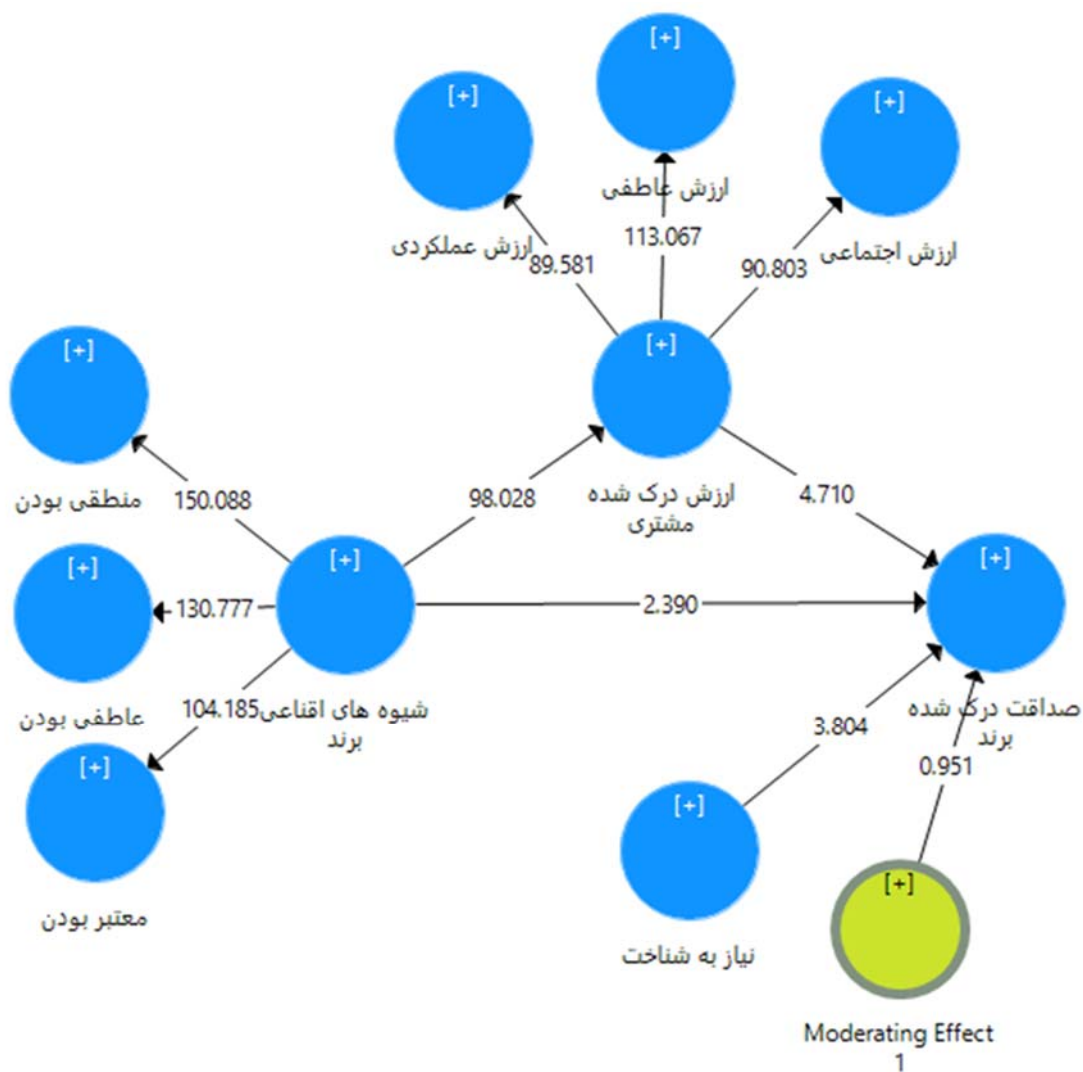 [+]
[+]
[+]
ارزش عاطفی
ارزش عملکردی
ارزش اجتماعی
113.067
89.581
90.803
[+]
[+]
ارزش درک شده
مشتری
منطقی بودن
150.088
98.028
4.710
[+]
[+]
[+]
130.777
2.390
عاطفی بودن
104.185
شیوه های اقناعی
برند
صداقت درک شده
برند
3.804
0.951
[+]
[+]
معتبر بودن
[+]
نیاز به شناخت
Moderating Effect
1